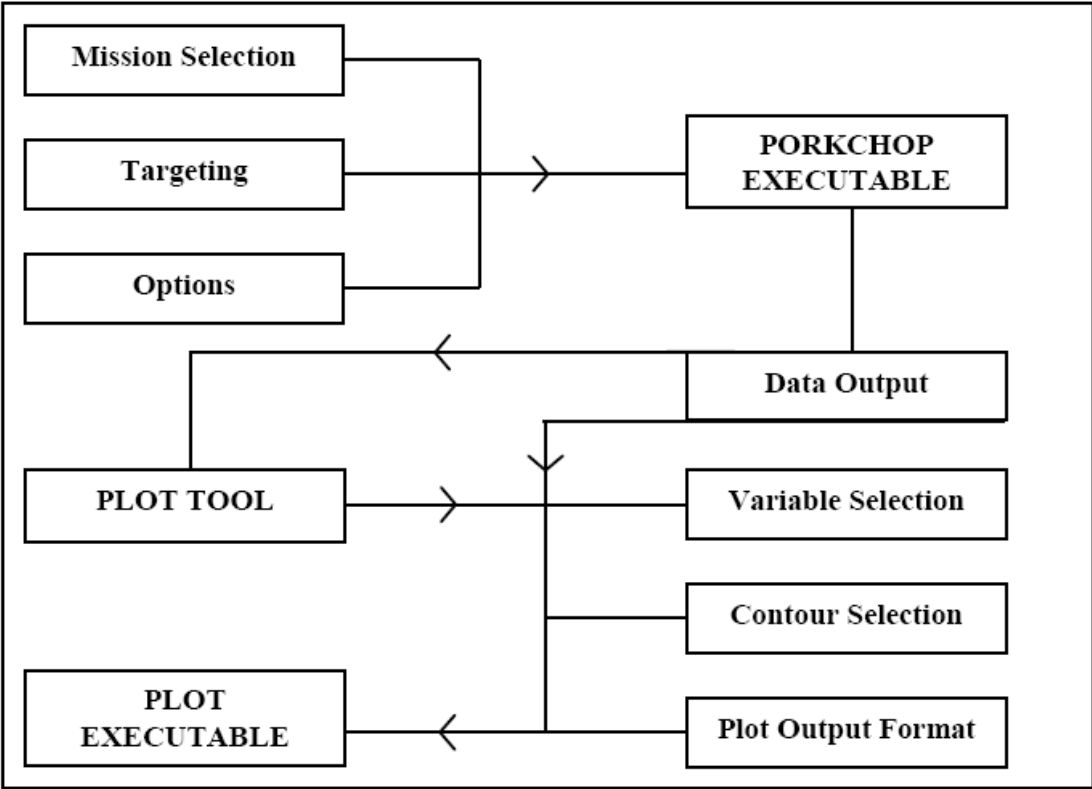 Mission Selection
Targeting
Options
PORKCHOP
EXECUTABLE
Data Output
PLOT TOOL
Variable Selection
Contour Selection
PLOT
EXECUTABLE
Plot Output Format